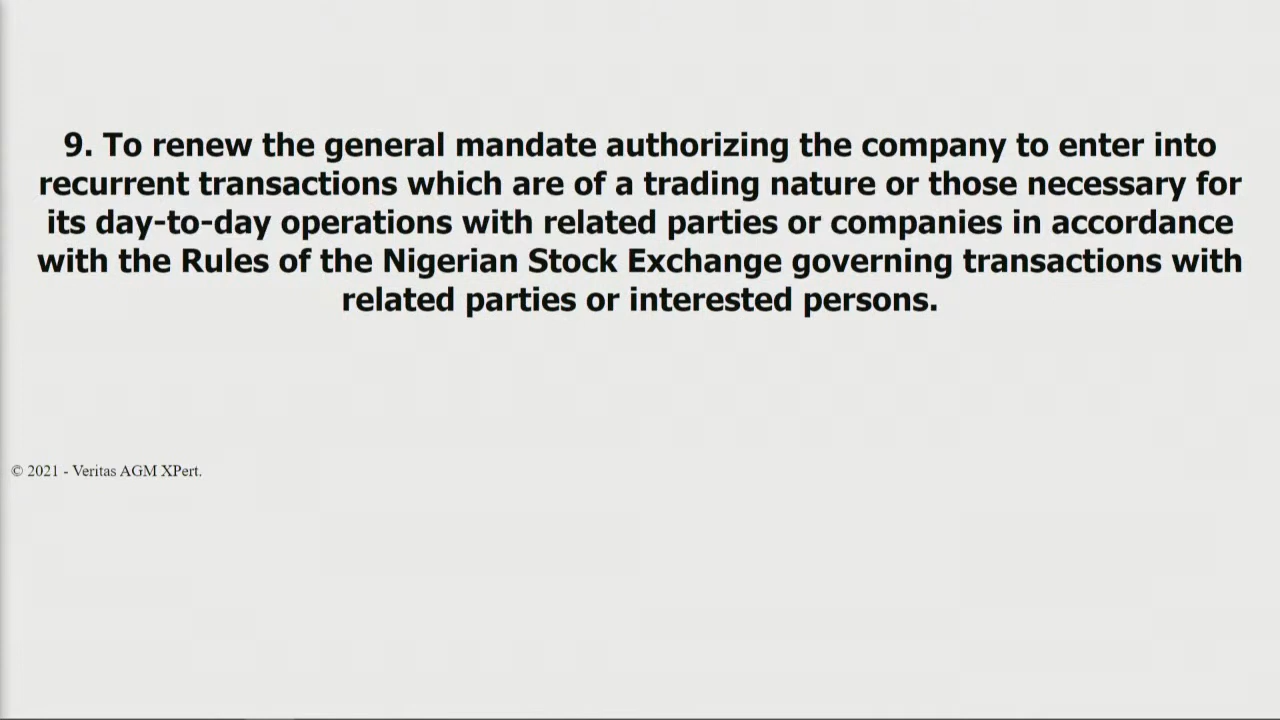 9. To renew the general mandate authorizing the company to enter into
recurrent transactions which are of a trading nature or those necessary for
its day-to-day operations with related parties or companies in accordance
with the Rules of the Nigerian Stock Exchange governing transactions with
related parties or interested persons.
© 2021 - Veritas AGM XPert.